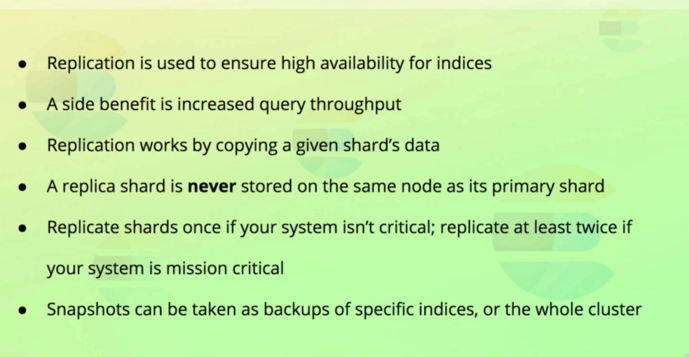 ● Replication is used to ensure high availability for indices
● A side benefit is increased query throughput
● Replication works by copying a given shard’s data
● A replica shard is never stored on the same node as its primary shard
● Replicate shards once if your system isn’t critical; replicate at least twice if
your system is mission critical
● Snapshots can be taken as backups of specific indices, or the whole cluster